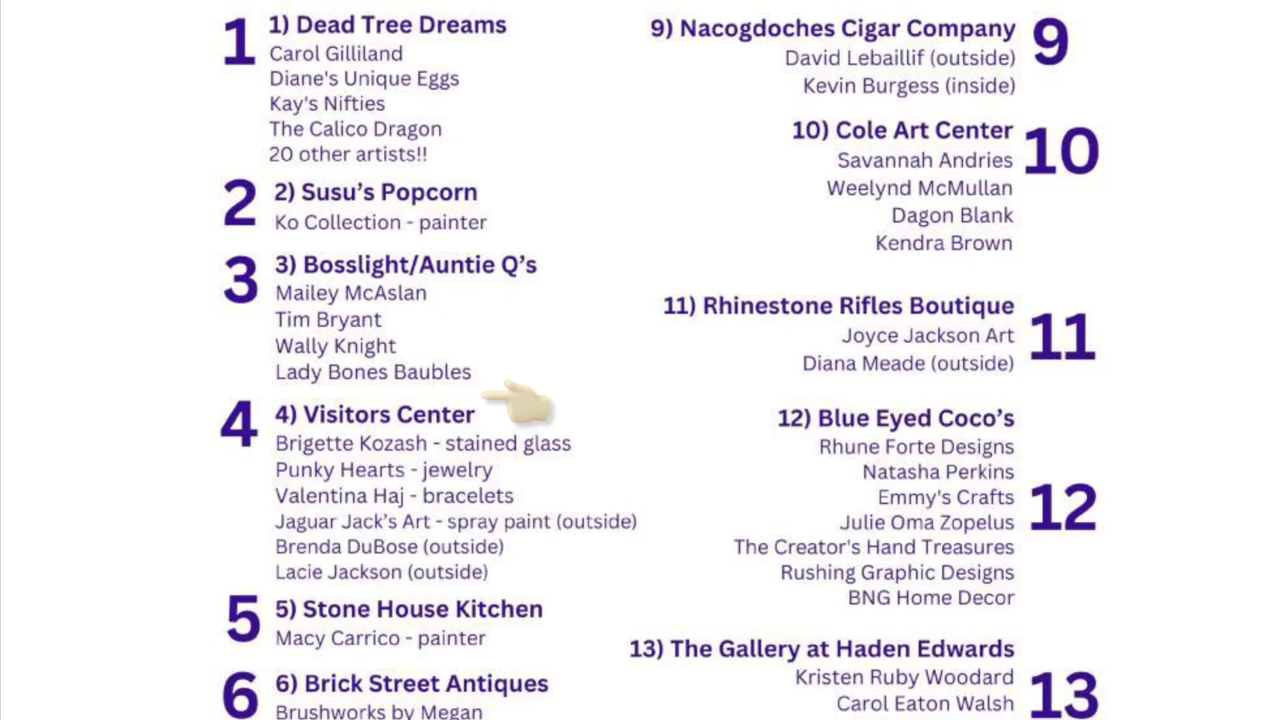 1
1) Dead Tree Dreams
Carol Gilliland
Diane's Unique Eggs
Kay's Nifties
The Calico Dragon
20 other artists!!
2
2) Susu’s Popcorn
Ko Collection - painter
3
3) Bosslight/Auntie Q’s
Mailey McAslan
Tim Bryant
Wally Knight
Lady Bones Baubles
4
4) Visitors Center
Brigette Kozash - stained glass
Punky Hearts - jewelry
Valentina Haj - bracelets
Jaguar Jack’s Art - spray paint (outside)
Brenda DuBose (outside)
Lacie Jackson (outside)
5
5) Stone House Kitchen
Macy Carrico - painter
6
6) Brick Street Antiques
Brushworks by Megan
9) Nacogdoches Cigar Company
9
David Lebaillif (outside)
Kevin Burgess (inside)
10) Cole Art Center
10
Savannah Andries
Weelynd McMullan
Dagon Blank
Kendra Brown
11) Rhinestone Rifles Boutique
11
Joyce Jackson Art
Diana Meade (outside)
12) Blue Eyed Coco’s
Rhune Forte Designs
Natasha Perkins
Emmy's Crafts
12
Julie Oma Zopelus
The Creator's Hand Treasures
Rushing Graphic Designs
BNG Home Decor
13) The Gallery at Haden Edwards
Kristen Ruby Woodard
13
Carol Eaton Walsh